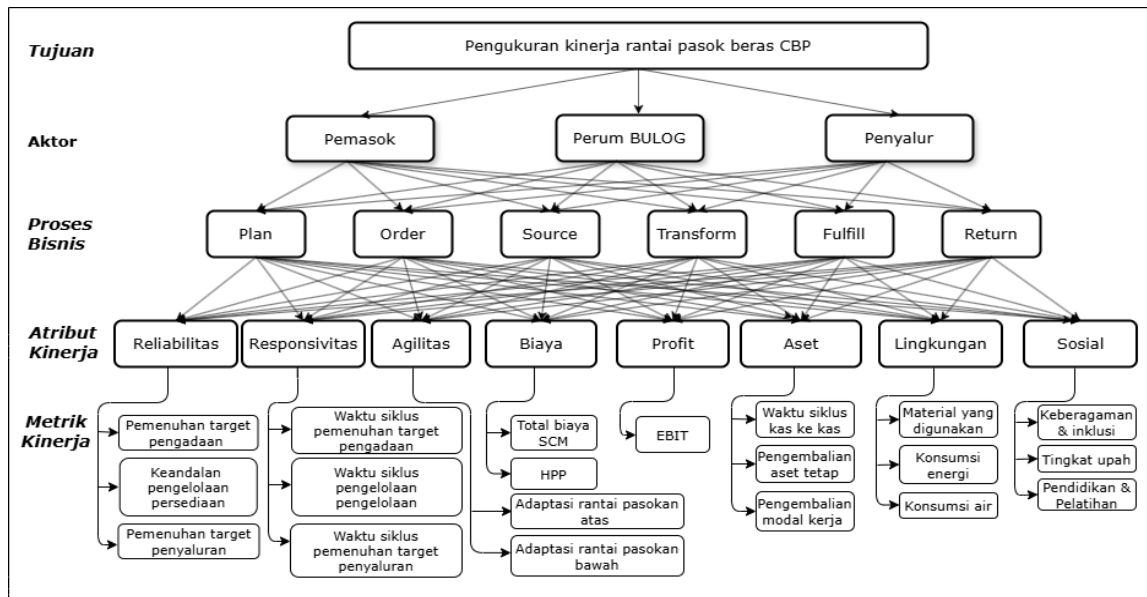 Tujuan
Pengukuran kinerja rantai pasok beras CBP
Aktor
Pemasok
Perum BULOG
Penyalur
Proses
Bisnis
Plan
Order
Source
Transform
Fulfill
Return
Atribut
Kinerja
Reliabilitas
Responsivitas
Agilitas
Biaya
Profit
Aset
Lingkungan
Sosial
Metrik
Kinerja
Pemenuhan target
pengadaan
Keandalan
pengelolaan
persediaan
Pemenuhan target
penyaluran
Waktu siklus
pemenuhan target
pengadaan
Waktu siklus
pengelolaan
pengelolaan
Waktu siklus
pemenuhan target
penyaluran
Total biaya
SCM
HPP
Adaptasi rantai pasokan
atas
Adaptasi rantai pasokan
bawah
EBIT
Waktu siklus
kas ke kas
Pengembalian
aset tetap
Pengembalian
modal kerja
Material yang
digunakan
Konsumsi
energi
Konsumsi air
Keberagaman
& inklusi
Tingkat upah
Pendidikan &
Pelatihan